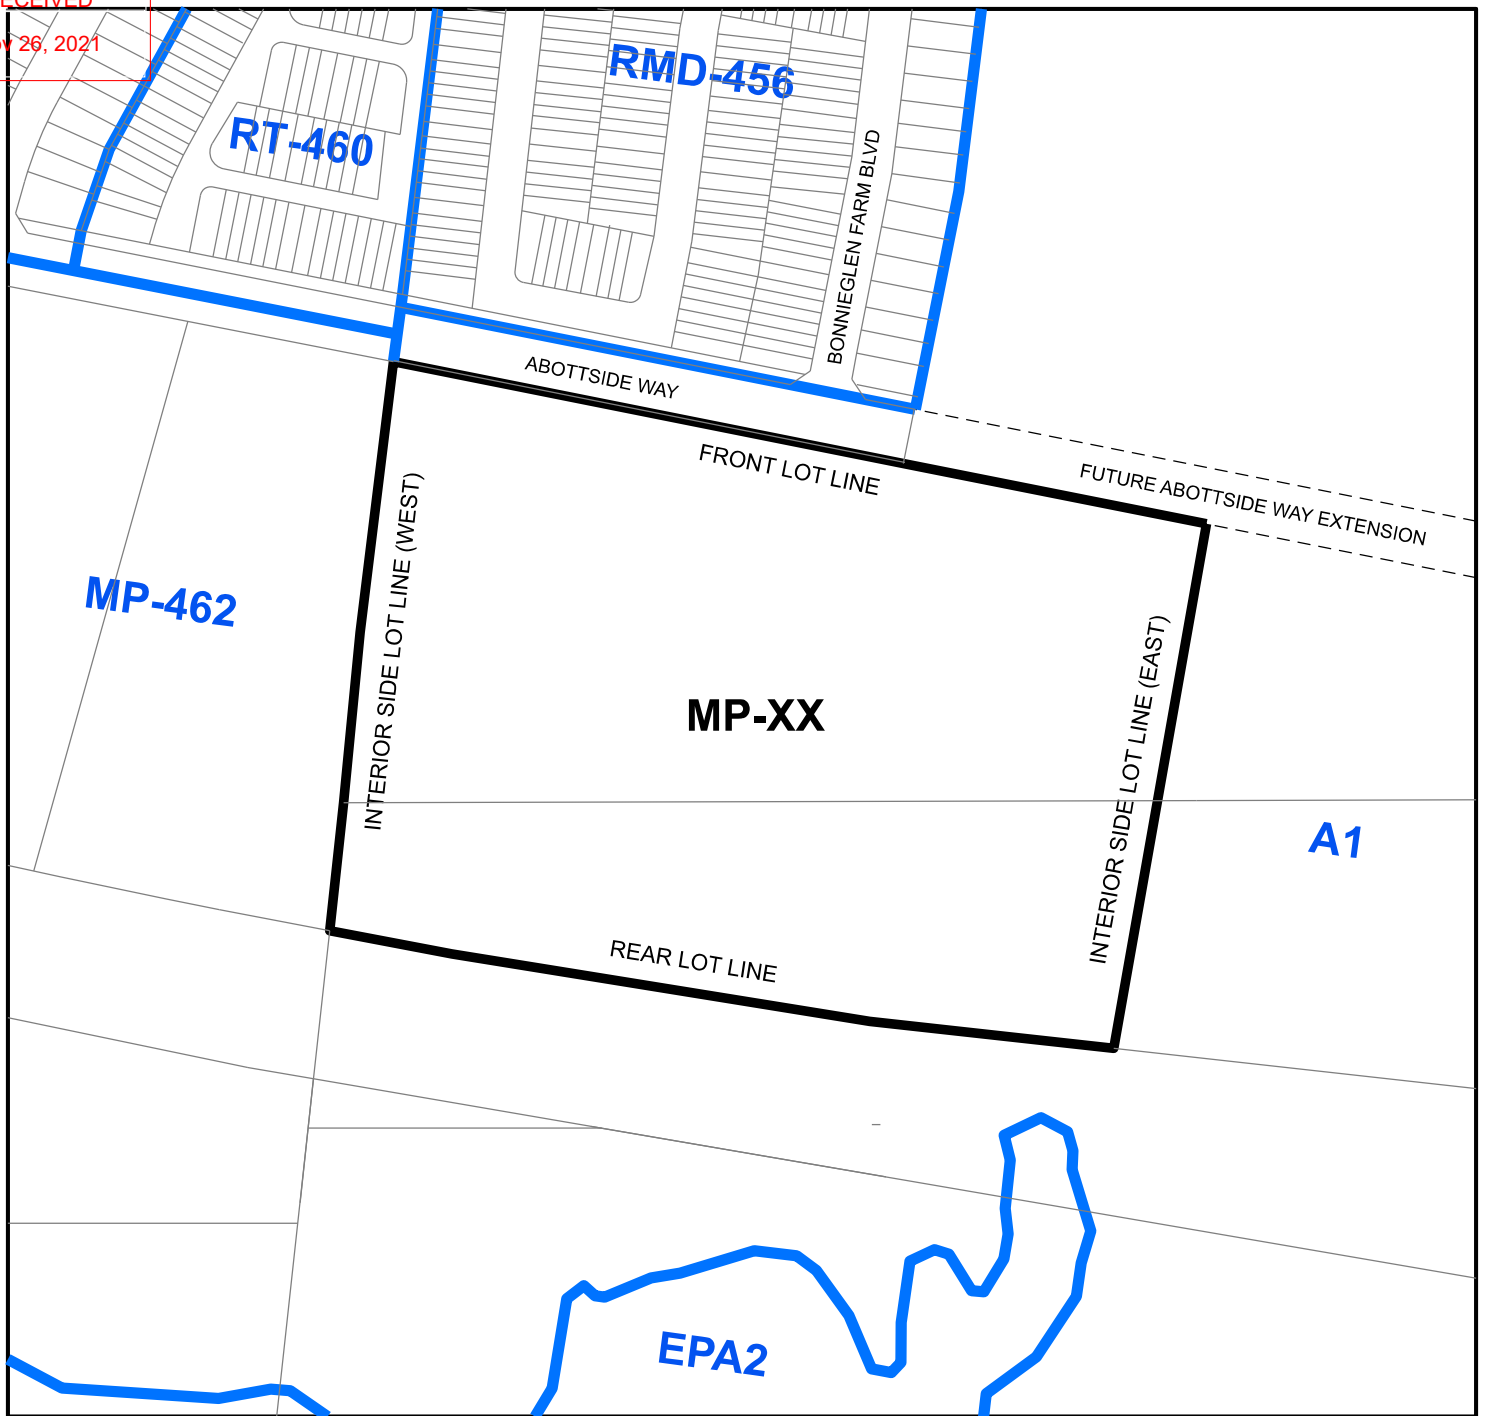 26, 2021
RMD-456
RT-460
BONNIEGLEN FARM BLVD
ABOTTSIDE WAY
FRONT LOT LINE
FUTURE ABOTTSIDE WAY EXTENSION
INTERIOR SIDE LOT LINE (WEST)
MP-462
MP-XX
INTERIOR SIDE LOT LINE (EAST)
A1
REAR LOT LINE
EPA2